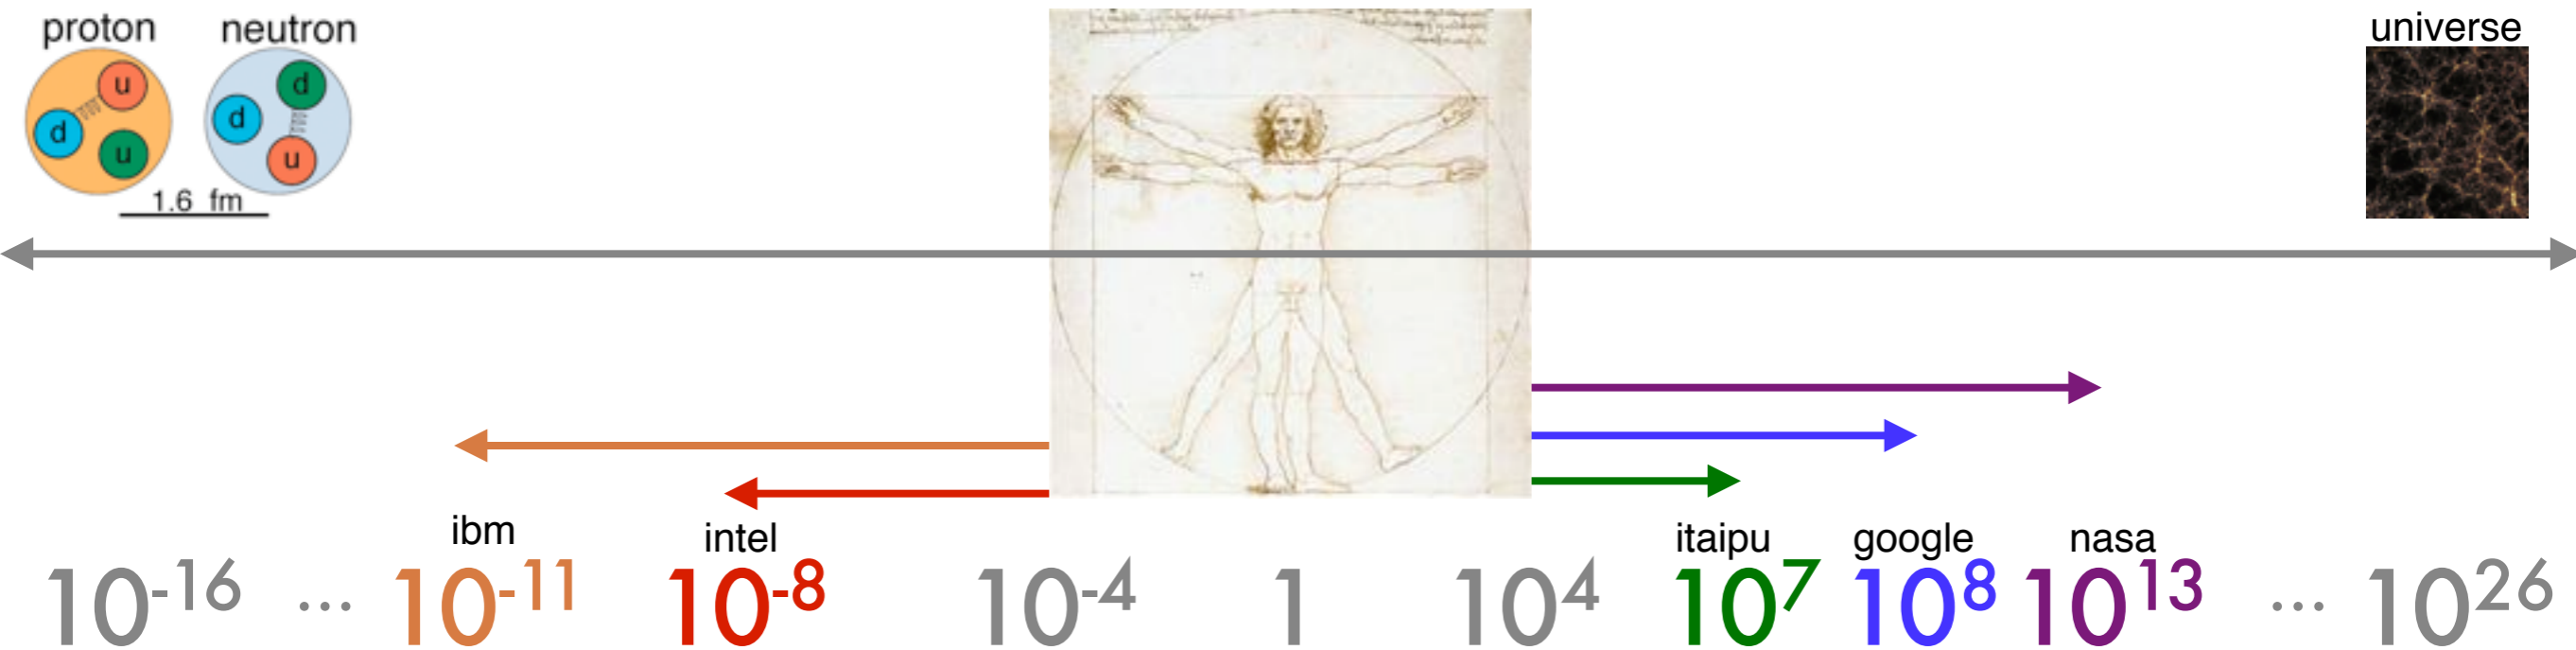 proton neutron
u d
d d
u u
1.6 fm
universe
ibm intel itaipu google nasa
10-16 ... 10-11 10-8 10-4 1 104 107 108 1013 ... 1026